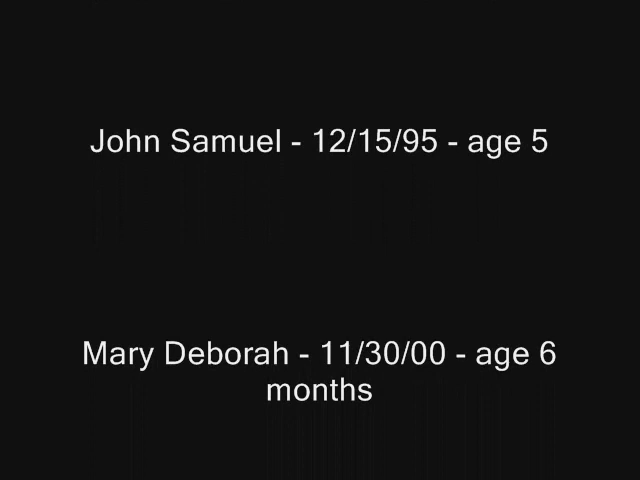 John Samuel - 12/15/95 - age 5
Mary Deborah - 11/30/00 - age 6
months